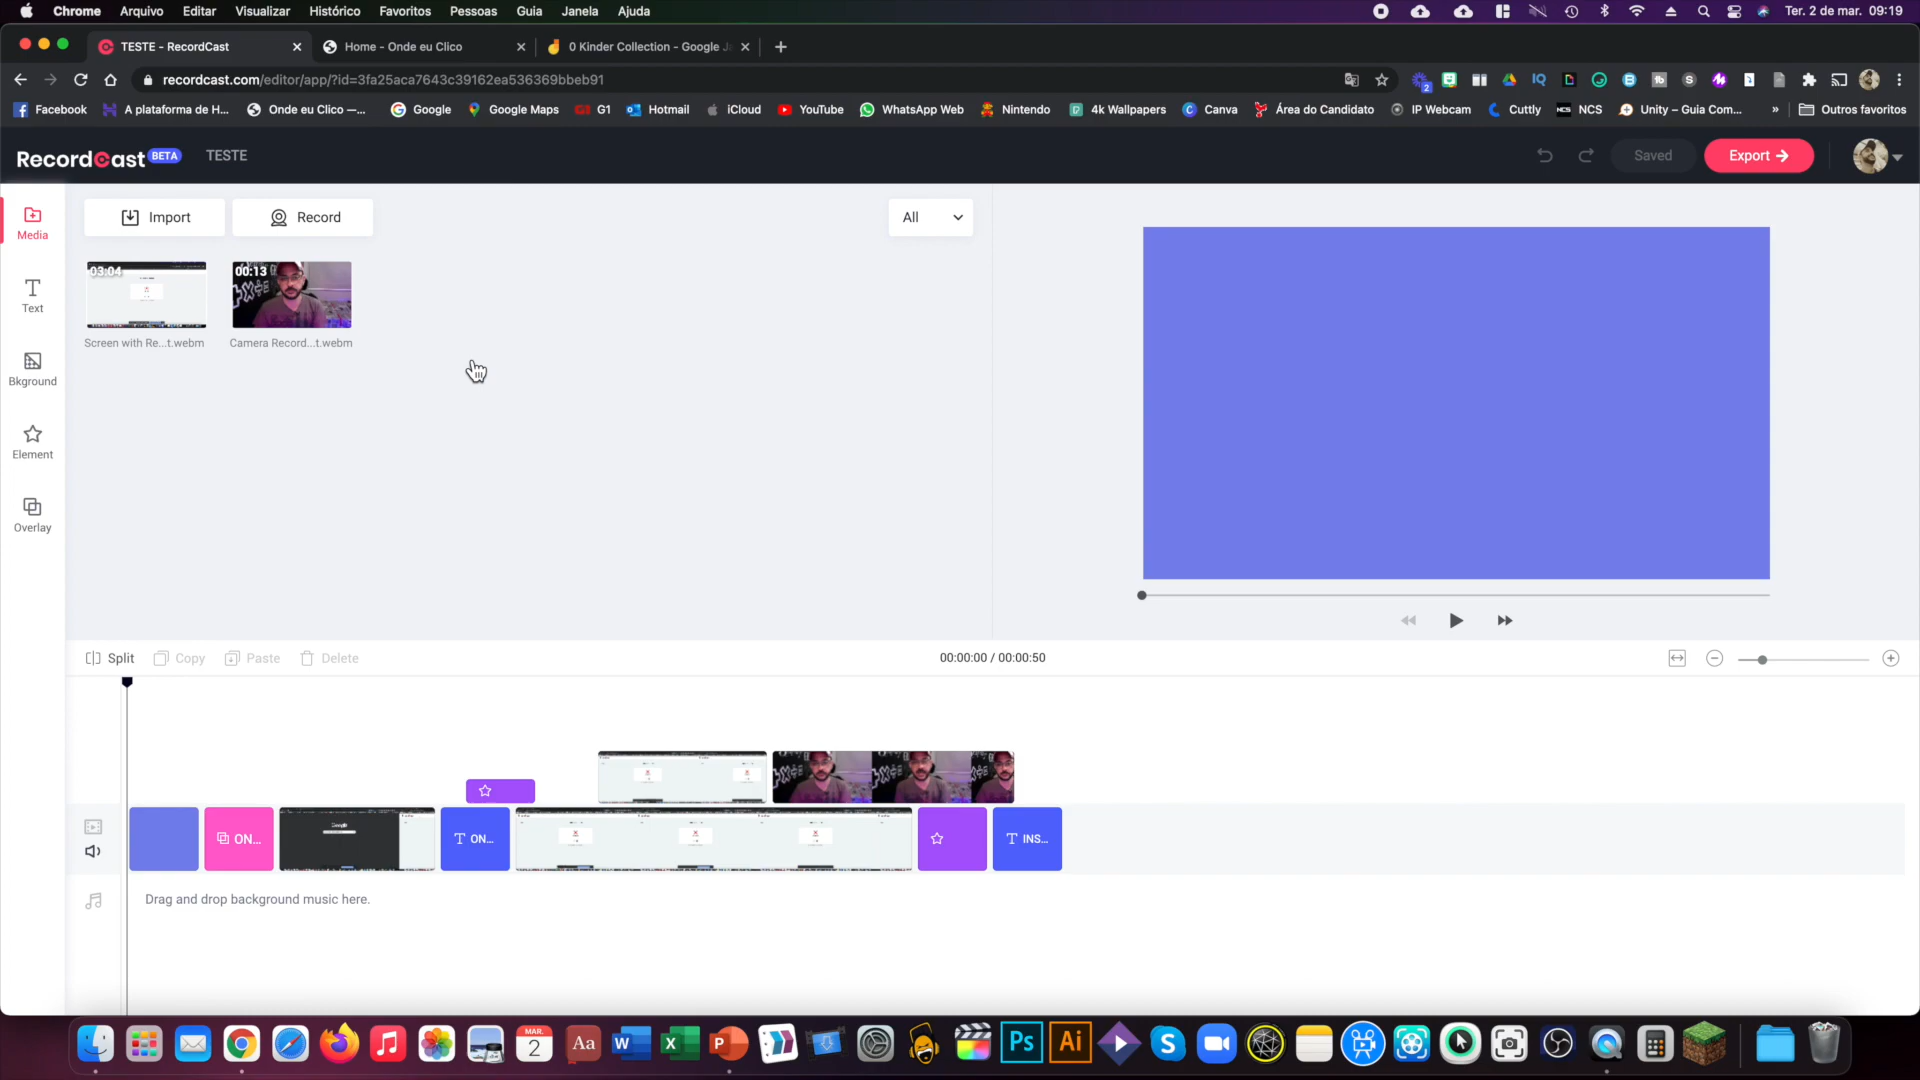 Chrome Arquivo Editar Visualizar Histórico Favoritos Pessoas Guia Janela Ajuda
Ter. 2 de mar. 09:19
TESTE - RecordCast
Home - Onde eu Clico
0 Kinder Collection - Google J
recordcast.com/editor/app/?id=3fa25aca7643c39162ea536369bbeb91
Facebook A plataforma de H... Onde eu Clico —... Google Google Maps G1 Hotmail iCloud YouTube WhatsApp Web Nintendo 4k Wallpapers Canva Área do Candidato IP Webcam Cuttly NCS Unity – Guia Com... » Outros favoritos
RecordCast BETA TESTE
Saved Export
Import Record All
Media
Text
Bkground
Element
Overlay
03:04 00:13
Screen with Re...t.webm Camera Record...t.webm
Split Copy Paste Delete
00:00:00 / 00:00:50
ON... ON... INS...
Drag and drop background music here.
MAR.
2
Aa W X P Ps Ai S